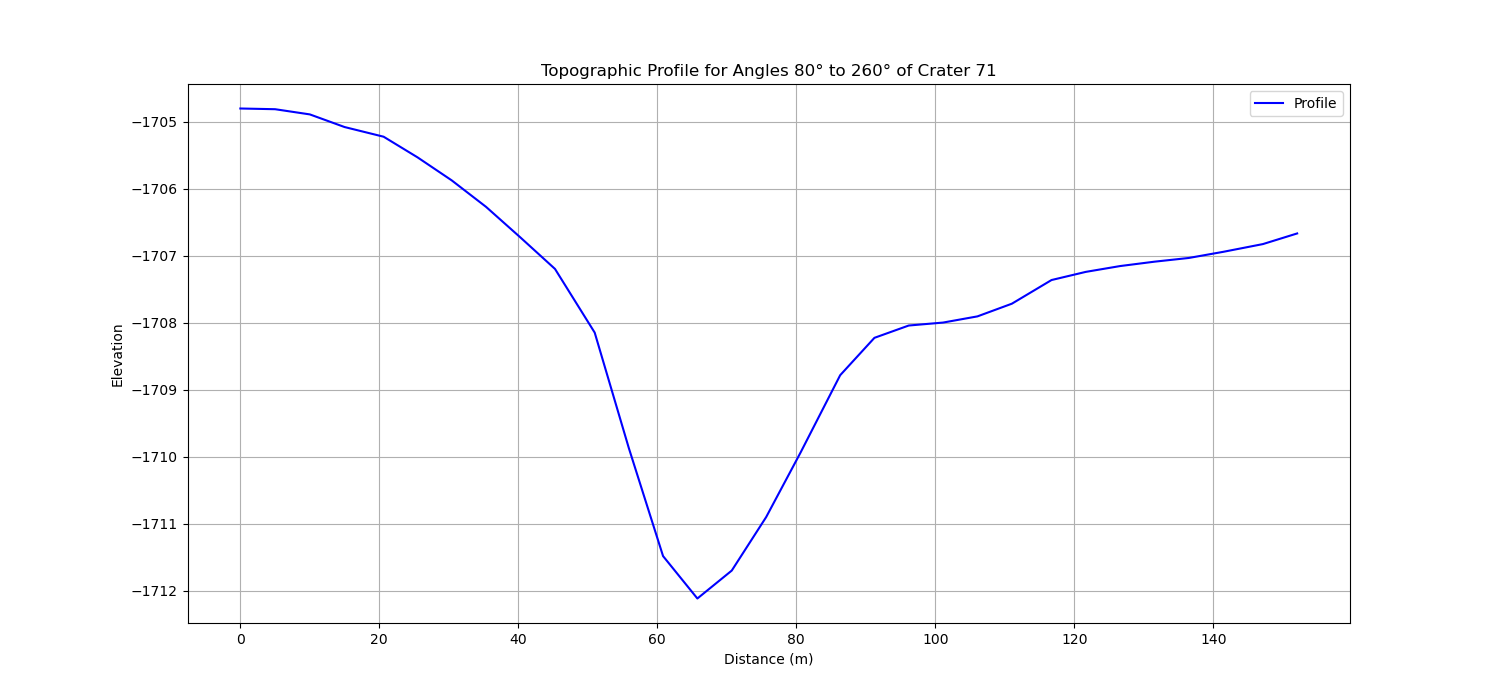 Topographic Profile for Angles 80° to 260° of Crater 71
Profile
−1705
−1706
−1707
−1708
−1709
−1710
−1711
−1712
Elevation
0 20 40 60 80 100 120 140
Distance (m)